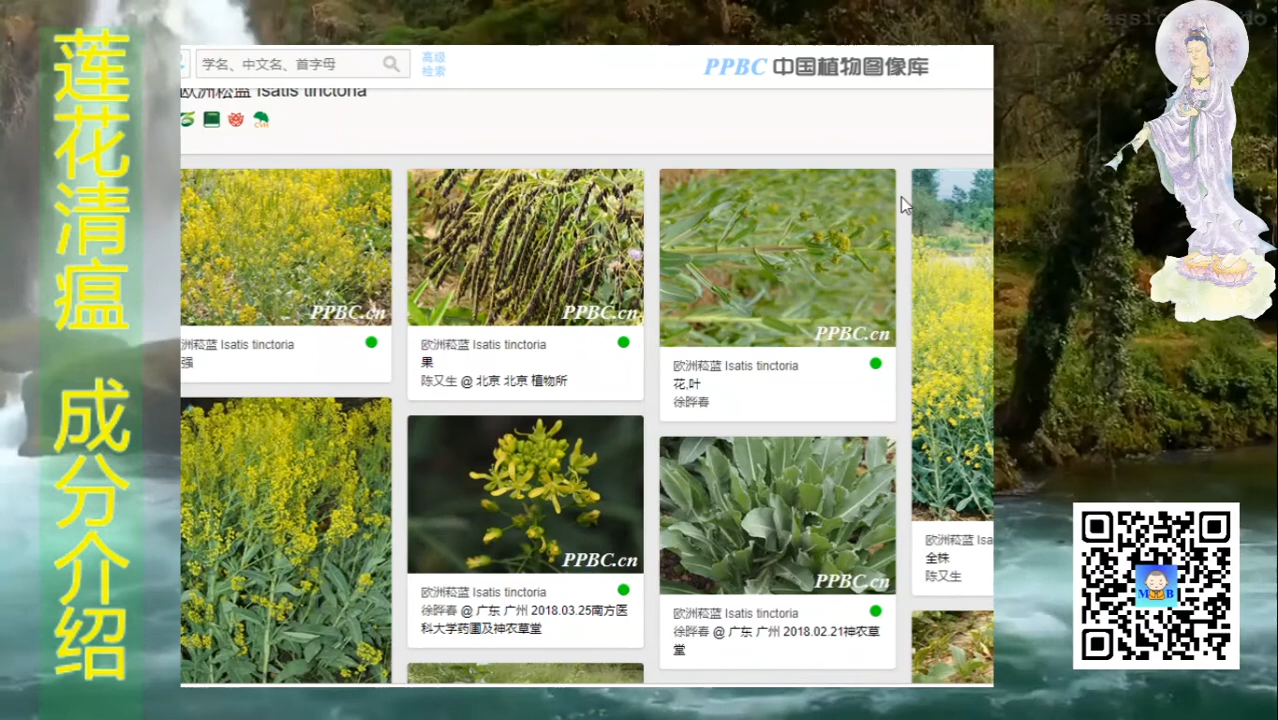 莲花清瘟 成分介绍
学名、中文名、首字母
高级
检索
PPBC 中国植物图像库
欧洲菘蓝 Isatis tinctoria
PPBC.cn
洲菘蓝 Isatis tinctoria
强
PPBC.cn
欧洲菘蓝 Isatis tinctoria
果
陈又生 @ 北京 北京 植物所
PPBC.cn
欧洲菘蓝 Isatis tinctoria
花,叶
徐晔春
PPBC.cn
欧洲菘蓝 Isatis tinctoria
徐晔春 @ 广东 广州 2018.03.25南方医
科大学药圃及神农草堂
PPBC.cn
欧洲菘蓝 Isatis tinctoria
徐晔春 @ 广东 广州 2018.02.21神农草
堂
欧洲菘蓝 Isa
全株
陈又生
M B